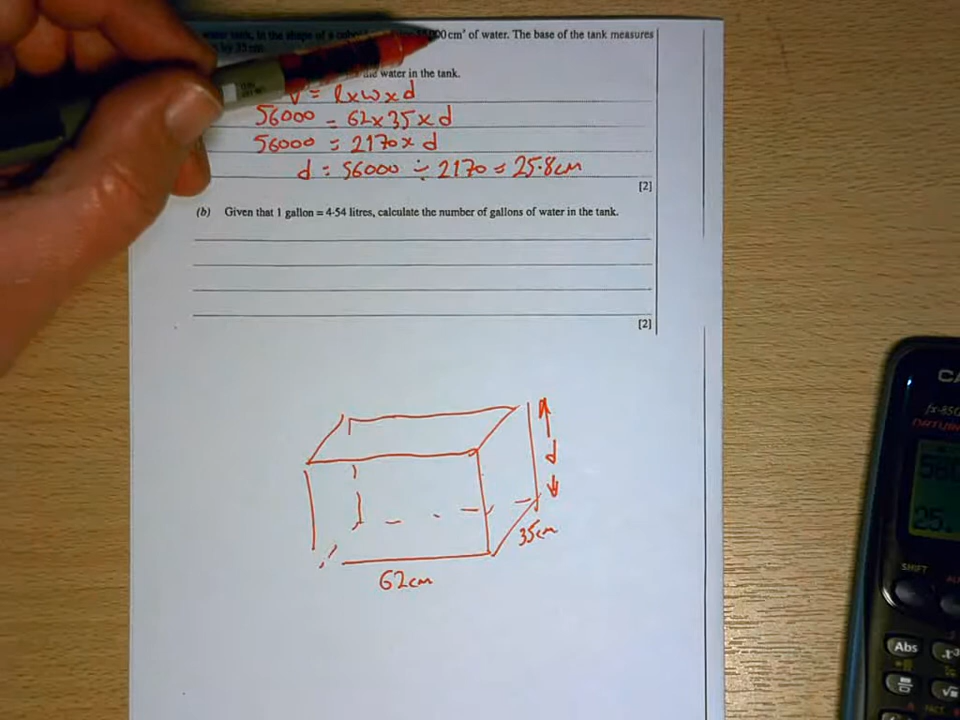 water tank, in the shape of a 000 cm³ of water. The base of the tank measures
by 35 cm.
the water in the tank.
V = l x w x d
56000 = 62 x 35 x d
56000 = 2170 x d
d = 56000 ÷ 2170 = 25.8cm
[2]
(b) Given that 1 gallon = 4·54 litres, calculate the number of gallons of water in the tank.
[2]
d
35cm
62cm
CA
fx-85G
25.
SHIFT
Abs